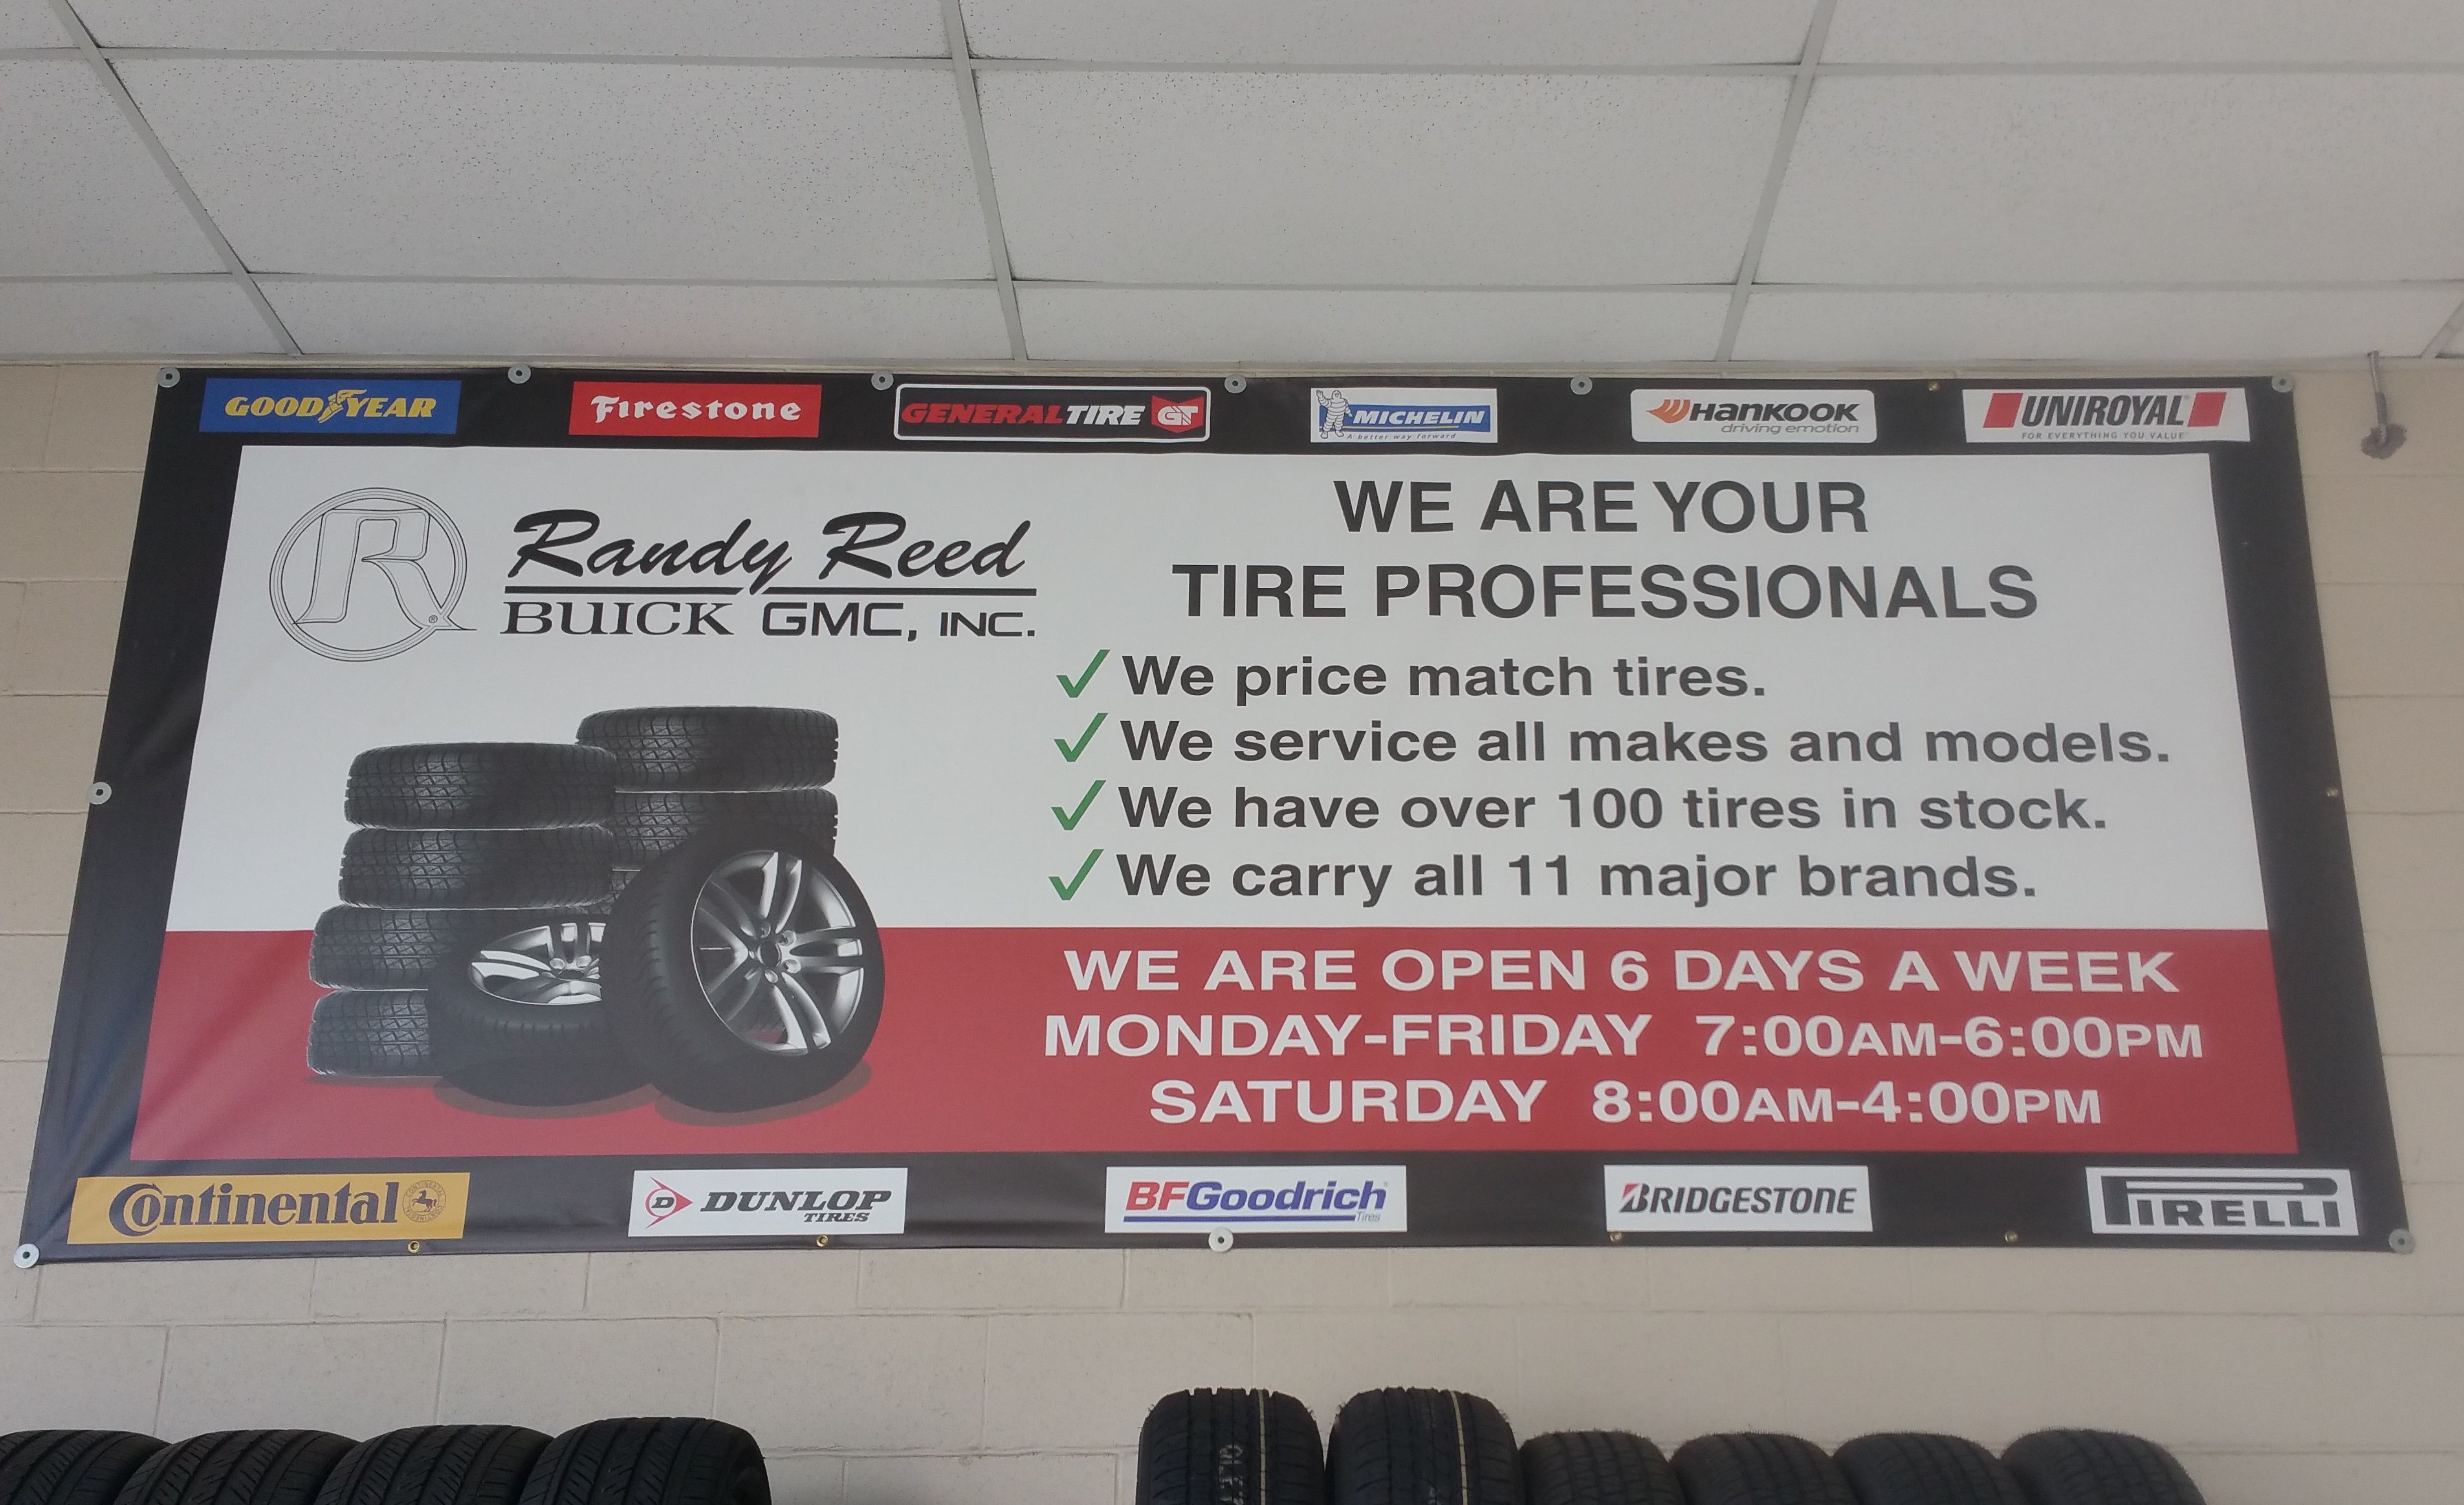 GOODYEAR
Firestone
GENERAL TIRE GT
MICHELIN
A better way forward
HANKOOK
driving emotion
UNIROYAL
FOR EVERYTHING YOU VALUE
R ®
Randy Reed
BUICK GMC, INC.
WE ARE YOUR
TIRE PROFESSIONALS
✓ We price match tires.
✓ We service all makes and models.
✓ We have over 100 tires in stock.
✓ We carry all 11 major brands.
WE ARE OPEN 6 DAYS A WEEK
MONDAY-FRIDAY 7:00AM-6:00PM
SATURDAY 8:00AM-4:00PM
Continental
D DUNLOP
TIRES
BFGoodrich
Tires
BRIDGESTONE
PIRELLI